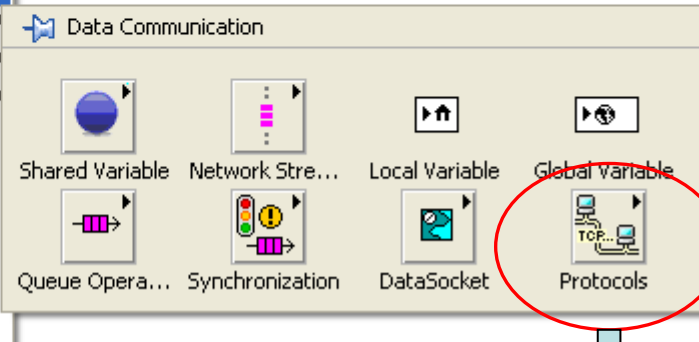 Data Communication
Shared Variable Network Stre... Local Variable Global Variable
TCP...
Queue Opera... Synchronization DataSocket Protocols